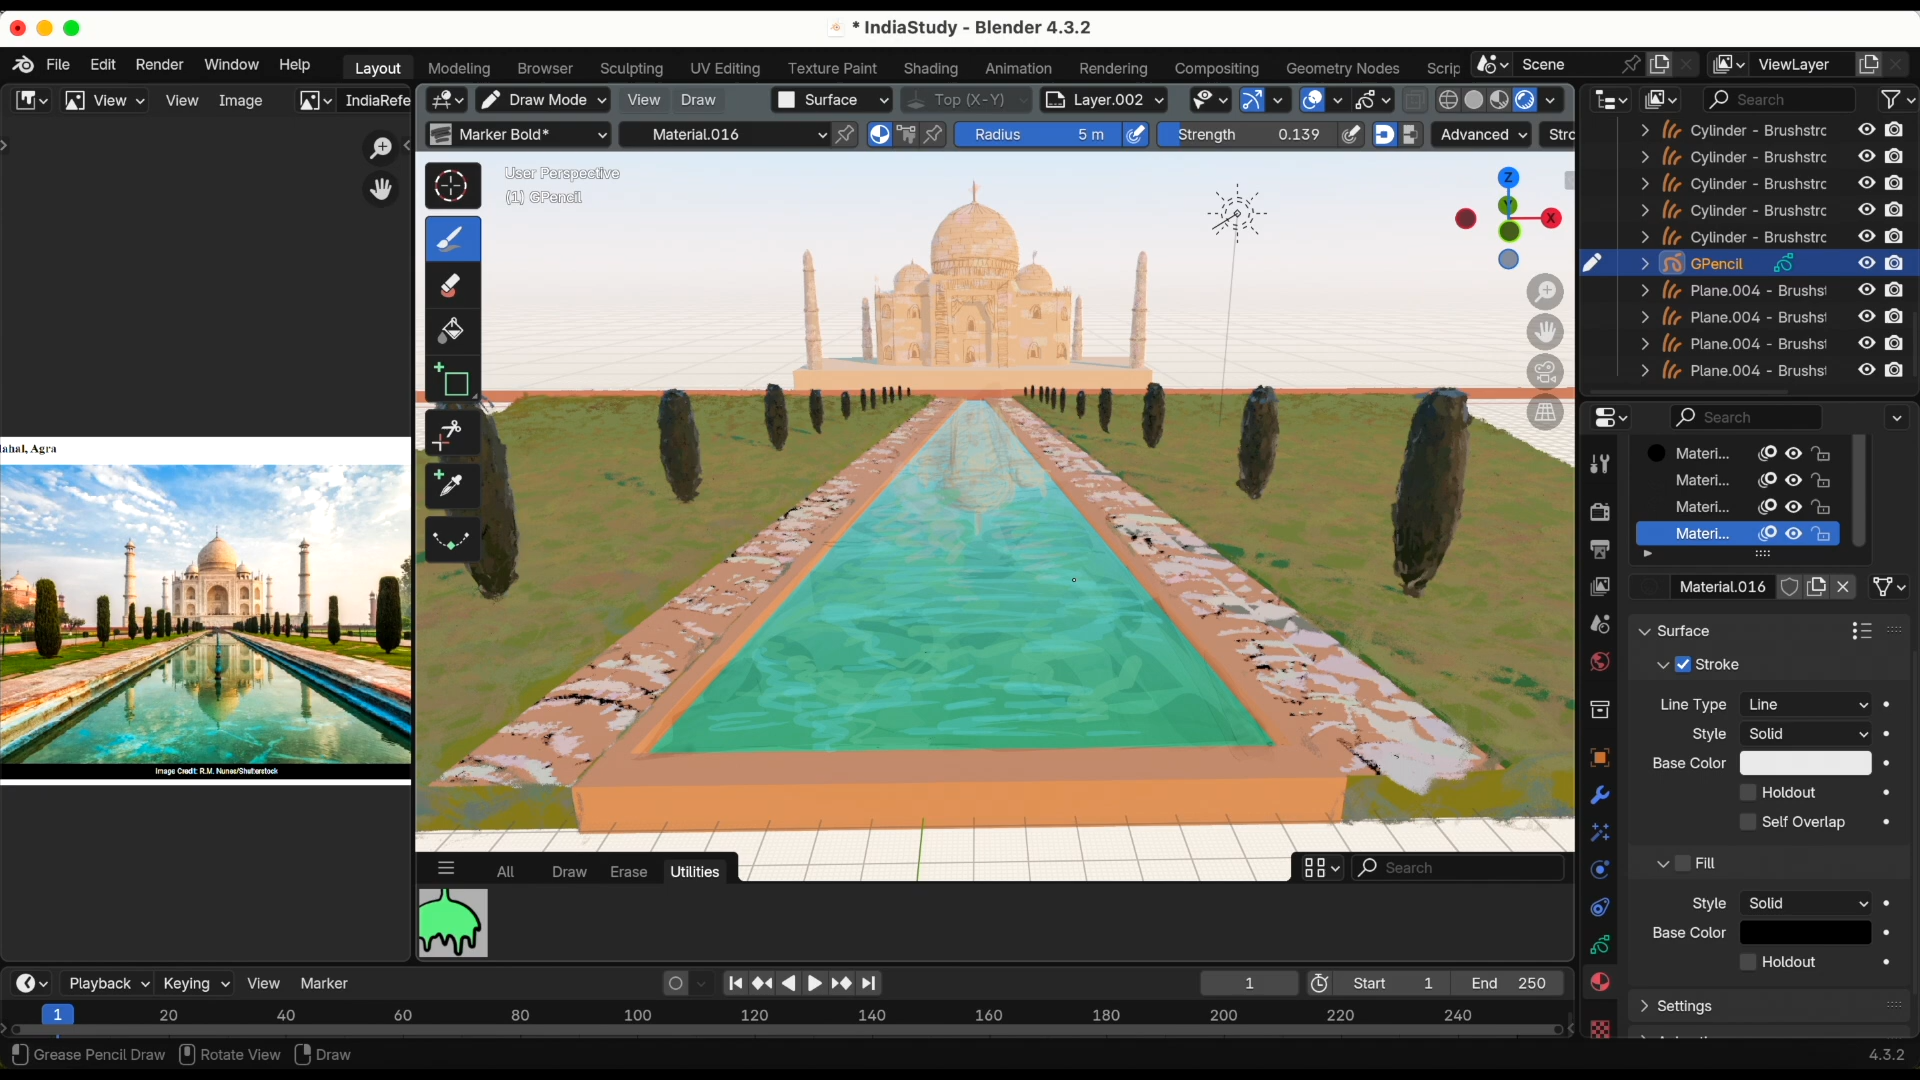 * IndiaStudy - Blender 4.3.2
File Edit Render Window Help
Layout Modeling Browser Sculpting UV Editing Texture Paint Shading Animation Rendering Compositing Geometry Nodes Scrip
Scene ViewLayer
View View Image IndiaRefe
Draw Mode View Draw Surface Top (X-Y) Layer.002
Search
Marker Bold* Material.016 Radius 5 m Strength 0.139 Advanced Stro
User Perspective
(1) GPencil
Z
Y
X
Cylinder - Brushstrc
Cylinder - Brushstrc
Cylinder - Brushstrc
Cylinder - Brushstrc
Cylinder - Brushstrc
GPencil
Plane.004 - Brushst
Plane.004 - Brushst
Plane.004 - Brushst
Plane.004 - Brushst
Search
Materi...
Materi...
Materi...
Materi...
Material.016
Surface
Stroke
Line Type Line
Style Solid
Base Color
Holdout
Self Overlap
Fill
Style Solid
Base Color
Holdout
Settings
ahal, Agra
Image Credit: R.M. Nunes/Shutterstock
All Draw Erase Utilities
Search
Playback Keying View Marker
1 Start 1 End 250
1 20 40 60 80 100 120 140 160 180 200 220 240
Grease Pencil Draw Rotate View Draw
4.3.2